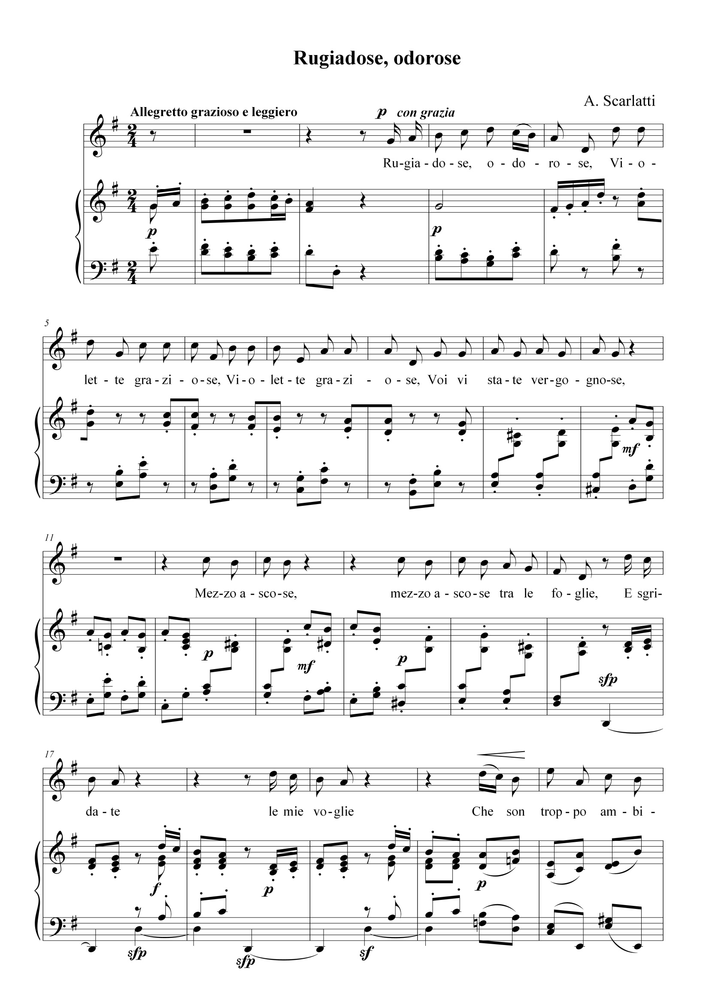 Rugiadose, odorose
A. Scarlatti
Allegretto grazioso e leggiero
p con grazia
Ru-gia-do-se, o-do-ro-se, Vi-o-
p
p
5
let-te gra-zi-o-se, Vi-o-let-te gra-zi-o-se, Voi vi sta-te ver-go-gno-se,
mf
11
Mez-zo a-sco-se, mez-zo a-sco-se tra le fo-glie, E sgri-
p mf p sfp
17
da-te le mie vo-glie Che son trop-po am-bi-
f p p
sfp sfp sf